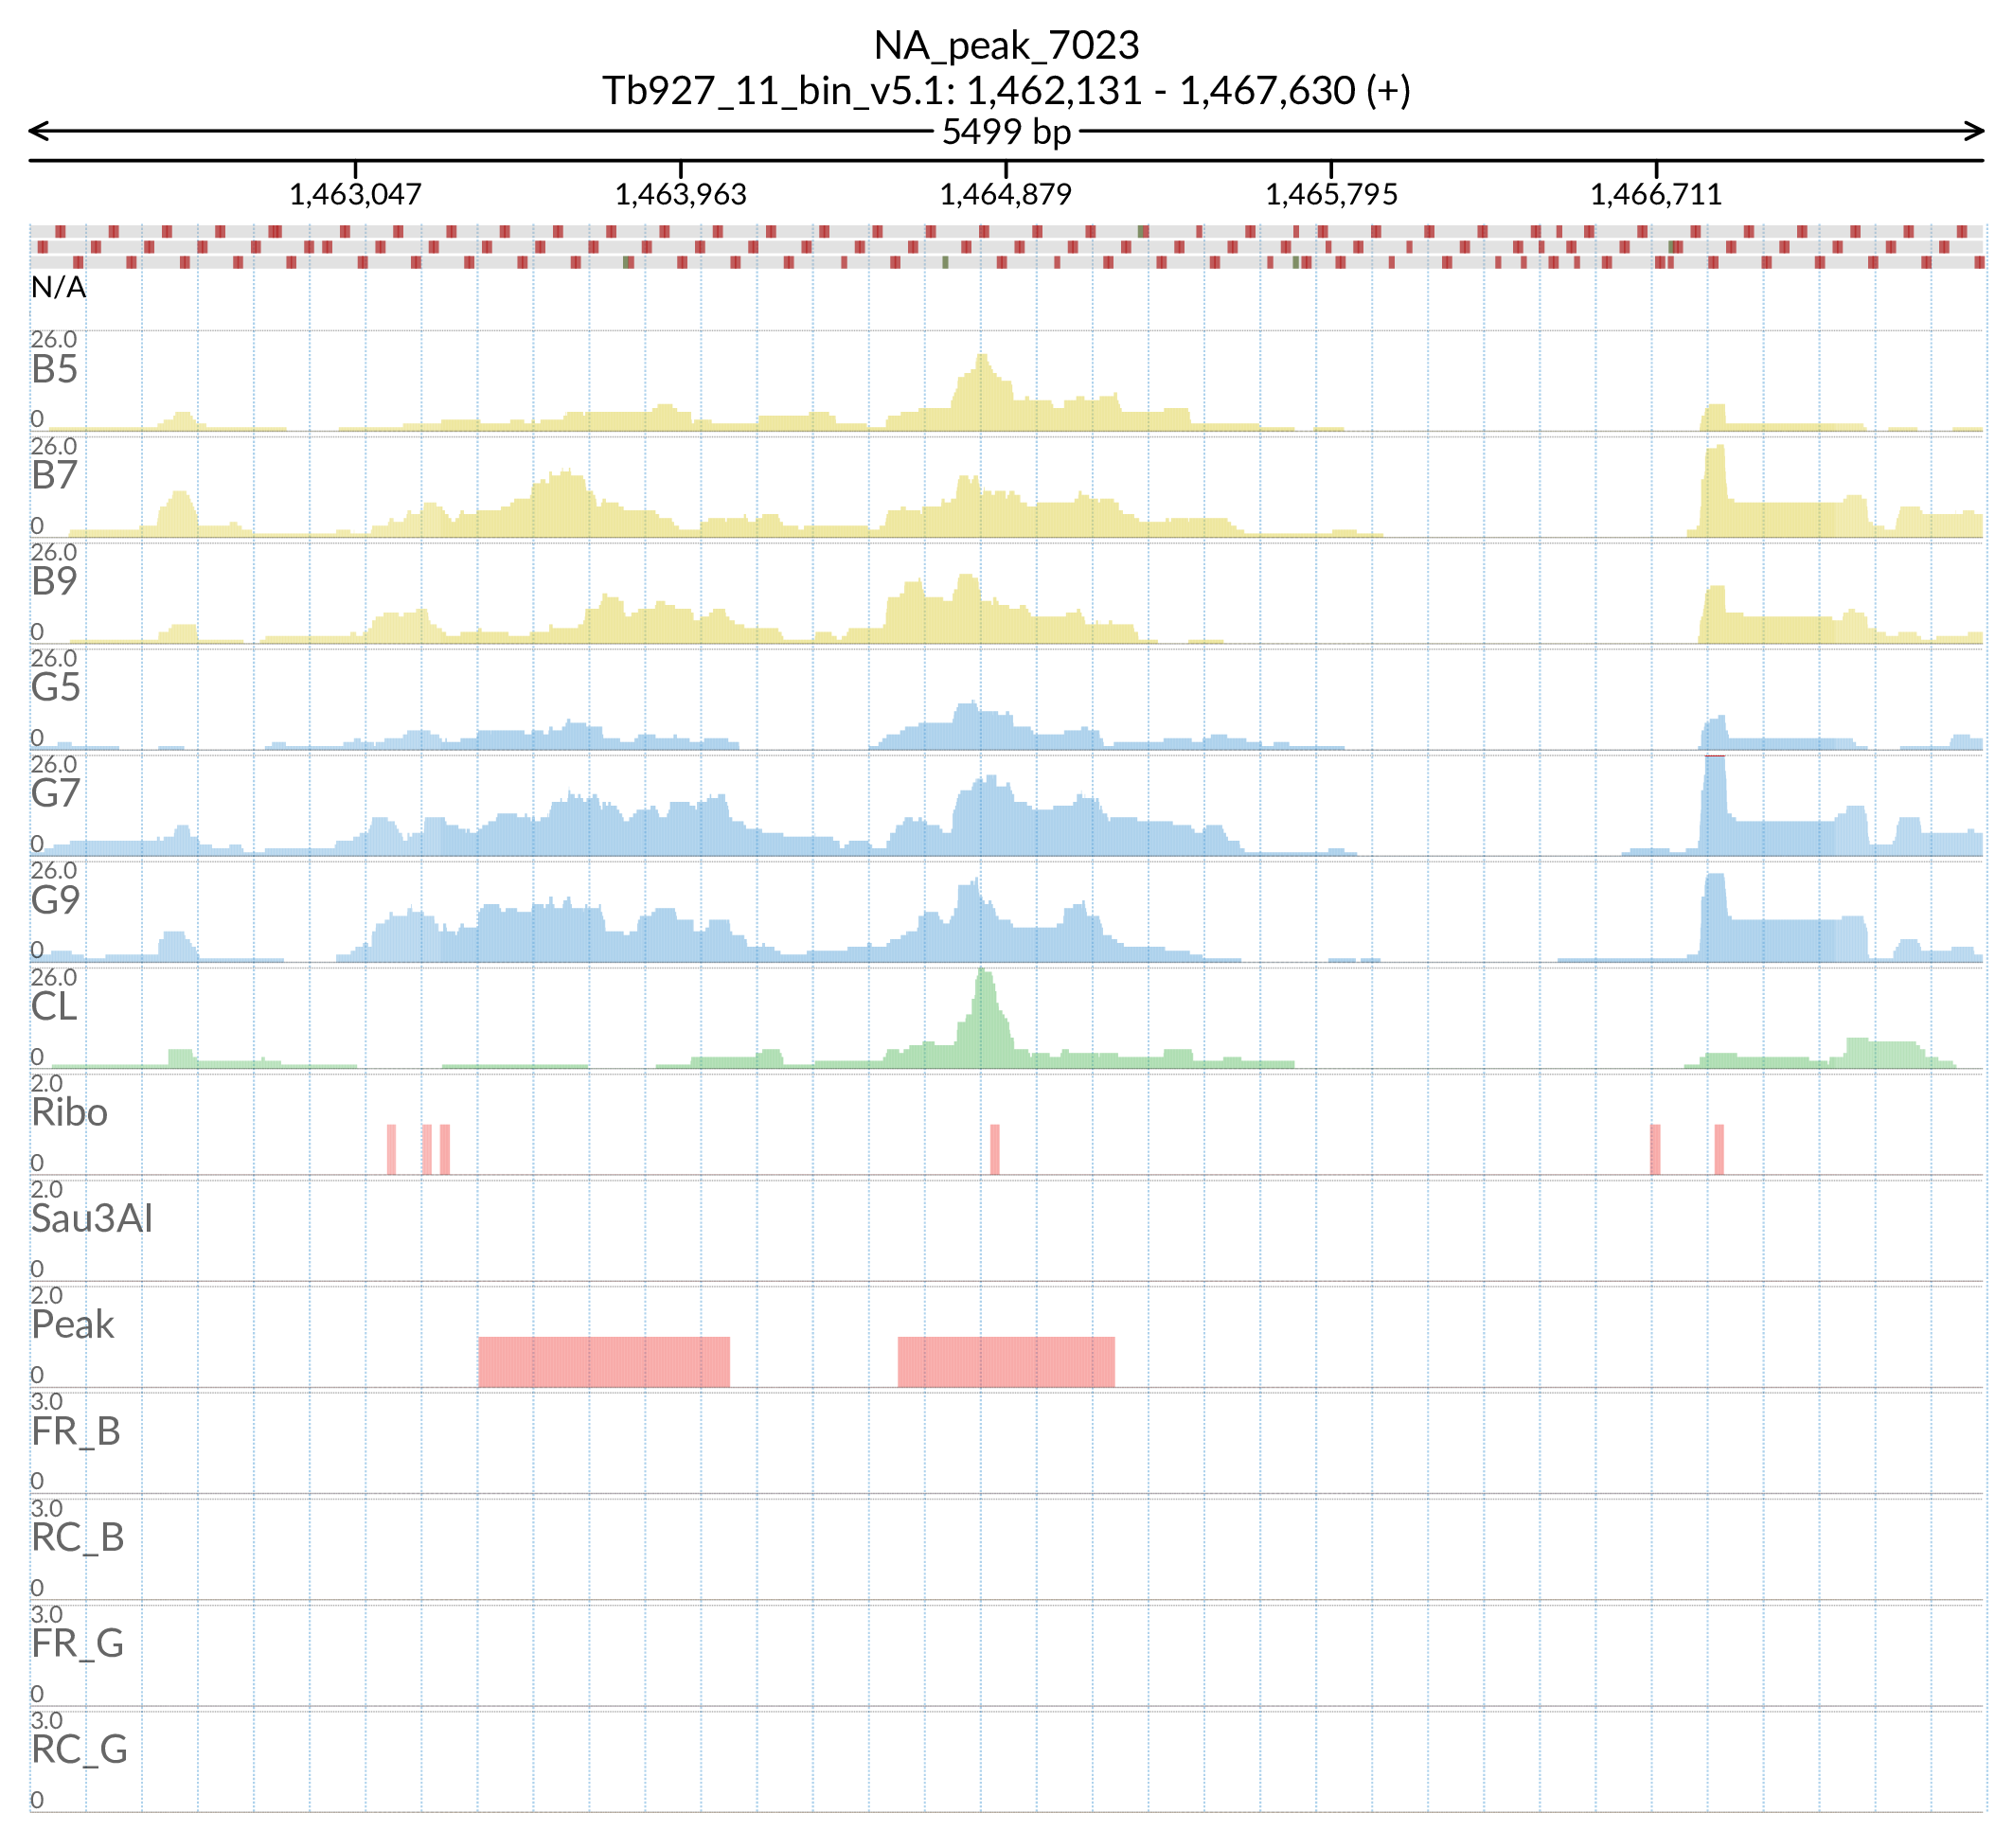 NA_peak_7023
Tb927_11_bin_v5.1: 1,462,131 - 1,467,630 (+)
5499 bp
1,463,047 1,463,963 1,464,879 1,465,795 1,466,711
N/A
26.0
B5
0
26.0
B7
0
26.0
B9
0
26.0
G5
0
26.0
G7
0
26.0
G9
0
26.0
CL
0
2.0
Ribo
0
2.0
Sau3AI
0
2.0
Peak
0
3.0
FR_B
0
3.0
RC_B
0
3.0
FR_G
0
3.0
RC_G
0